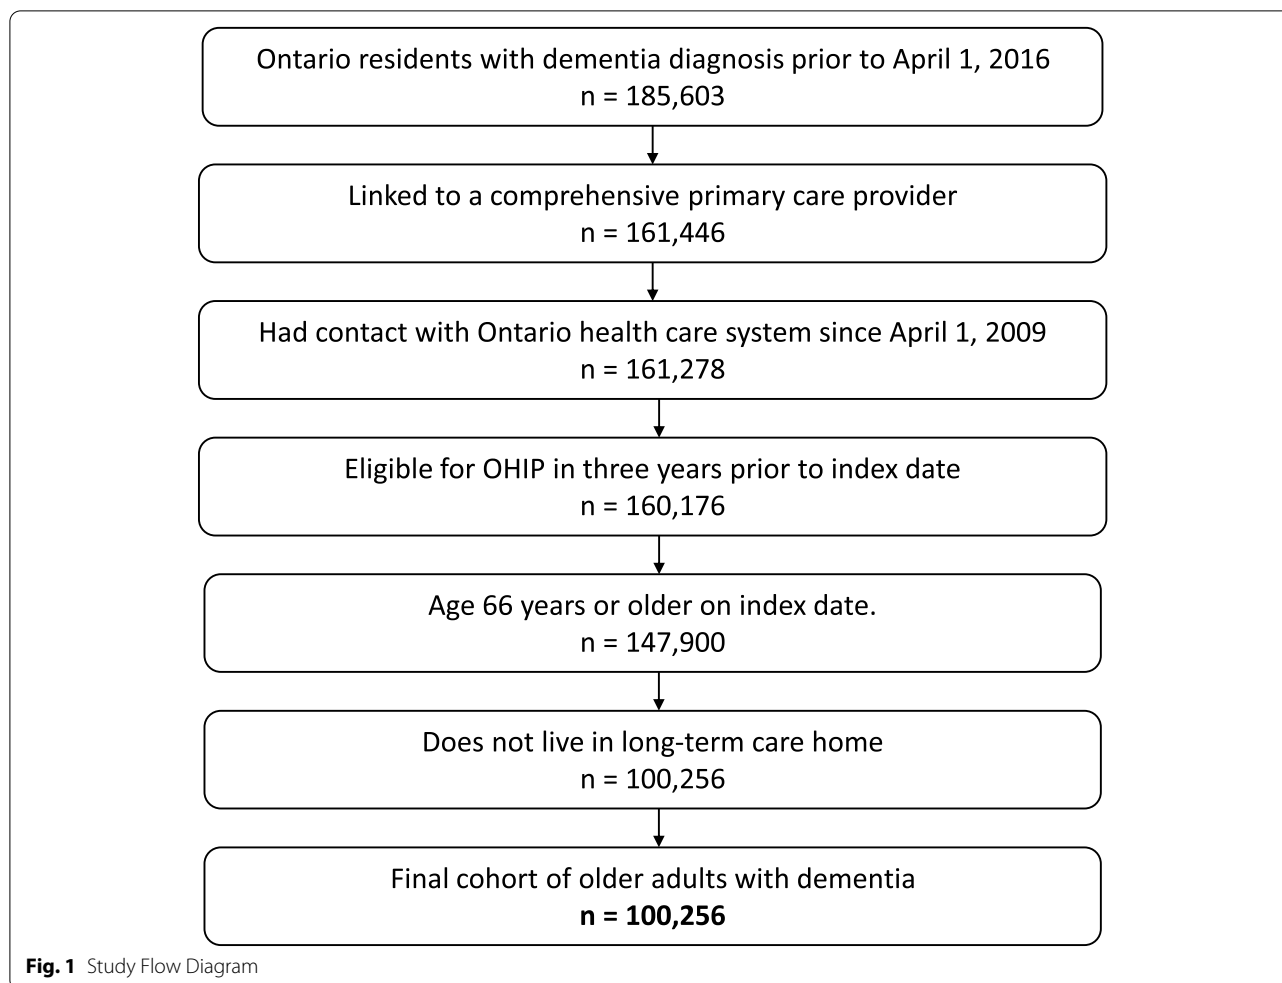 Ontario residents with dementia diagnosis prior to April 1, 2016
n = 185,603
Linked to a comprehensive primary care provider
n = 161,446
Had contact with Ontario health care system since April 1, 2009
n = 161,278
Eligible for OHIP in three years prior to index date
n = 160,176
Age 66 years or older on index date.
n = 147,900
Does not live in long-term care home
n = 100,256
Final cohort of older adults with dementia
n = 100,256
Fig. 1 Study Flow Diagram